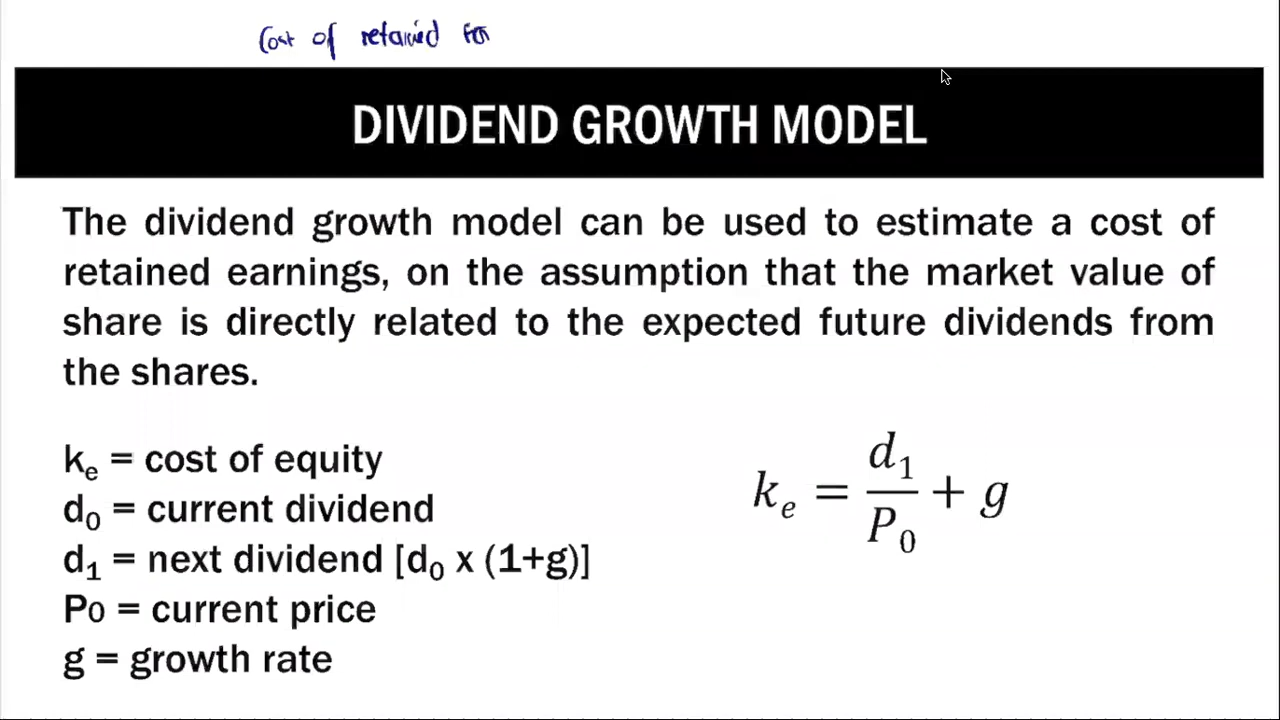 Cost of retained
DIVIDEND GROWTH MODEL
The dividend growth model can be used to estimate a cost of
retained earnings, on the assumption that the market value of
share is directly related to the expected future dividends from
the shares.
kₑ = cost of equity
d₀ = current dividend
d₁ = next dividend [d₀ x (1+g)]
P0 = current price
g = growth rate
kₑ = d₁/P₀ + g